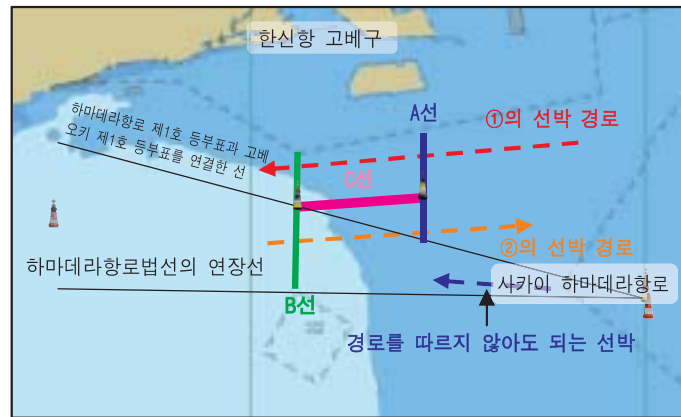 한신항 고베구
하마데라항로 제1호 등부표과 고베
오키 제1호 등부표를 연결한 선
A선
①의 선박 경로
C선
②의 선박 경로
하마데라항로법선의 연장선
사카이 하마데라항로
B선
경로를 따르지 않아도 되는 선박